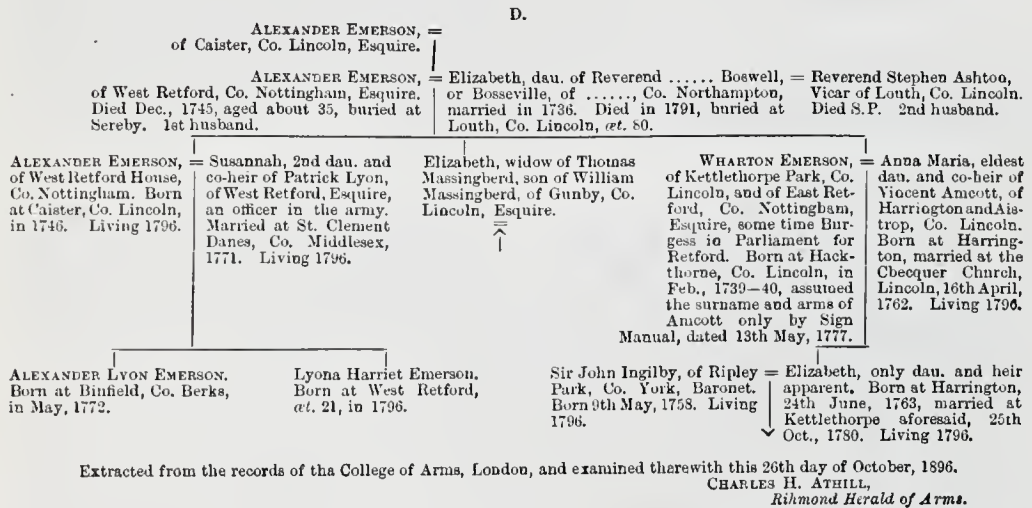 D.
ALEXANDER EMERSON, =
of Caister, Co. Lincoln, Esquire.
ALEXANDER EMERSON, =
of West Retford, Co. Nottingham, Esquire.
Died Dec., 1745, aged about 35, buried at
Sereby. 1st husband.
Elizabeth, dau. of Reverend ...... Boswell, =
or Bosseville, of ......, Co. Northampton,
married in 1736. Died in 1791, buried at
Louth, Co. Lincoln, æt. 80.
Reverend Stephen Ashton,
Vicar of Louth, Co. Lincoln.
Died S.P. 2nd husband.
ALEXANDER EMERSON, =
of West Retford House,
Co. Nottingham. Born
at Caister, Co. Lincoln,
in 1746. Living 1796.
Susannah, 2nd dau. and
co-heir of Patrick Lyon,
of West Retford, Esquire,
an officer in the army.
Married at St. Clement
Danes, Co. Middlesex,
1771. Living 1796.
Elizabeth, widow of Thomas
Massingberd, son of William
Massingberd, of Gunby, Co.
Lincoln, Esquire.
=
WHARTON EMERSON, =
of Kettlethorpe Park, Co.
Lincoln, and of East Ret-
ford, Co. Nottingham,
Esquire, some time Bur-
gess in Parliament for
Retford. Born at Hack-
thorne, Co. Lincoln, in
Feb., 1739–40, assumed
the surname and arms of
Amcott only by Sign
Manual, dated 13th May, 1777.
Anna Maria, eldest
dau. and co-heir of
Vincent Amcott, of
Harrington and Ais-
trop, Co. Lincoln.
Born at Harring-
ton, married at the
Checquer Church,
Lincoln, 16th April,
1762. Living 1796.
ALEXANDER LYON EMERSON.
Born at Binfield, Co. Berks,
in May, 1772.
Lyona Harriet Emerson.
Born at West Retford,
æt. 21, in 1796.
Sir John Ingilby, of Ripley =
Park, Co. York, Baronet.
Born 9th May, 1758. Living
1796.
Elizabeth, only dau. and heir
apparent. Born at Harrington,
24th June, 1763, married at
Kettlethorpe aforesaid, 25th
Oct., 1780. Living 1796.
Extracted from the records of tha College of Arms, London, and examined tharewith this 26th day of October, 1896.
CHARLES H. ATHILL,
Rihmond Herald of Arms.